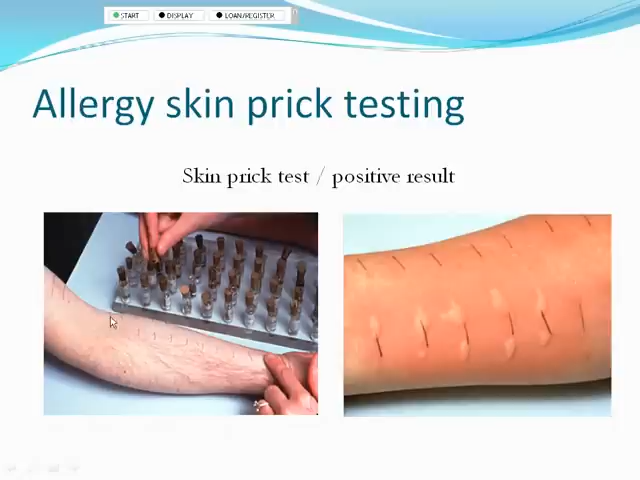 START DISPLAY LOAN/REGISTER
Allergy skin prick testing
Skin prick test / positive result